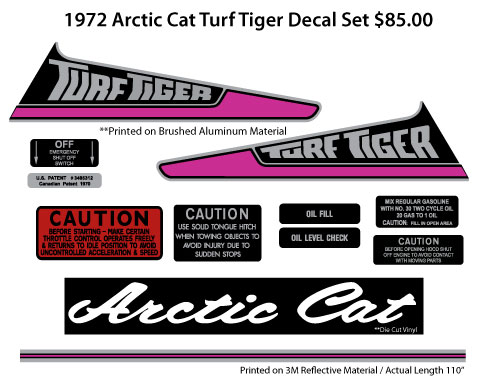 1972 Arctic Cat Turf Tiger Decal Set $85.00
TURF TIGER
**Printed on Brushed Aluminum Material
TURF TIGER
OFF
EMERGENCY
SHUT OFF
SWITCH
U.S. PATENT #3485312
Canadian Patent 1970
CAUTION
BEFORE STARTING - MAKE CERTAIN
THROTTLE CONTROL OPERATES FREELY
& RETURNS TO IDLE POSITION TO AVOID
UNCONTROLLED ACCELERATION & SPEED
CAUTION
USE SOLID TONGUE HITCH
WHEN TOWING OBJECTS TO
AVOID INJURY DUE TO
SUDDEN STOPS
OIL FILL
OIL LEVEL CHECK
MIX REGULAR GASOLINE
WITH NO. 30 TWO CYCLE OIL
20 GAS TO 1 OIL
CAUTION: FILL IN OPEN AREA
CAUTION
BEFORE OPENING HOOD SHUT
OFF ENGINE TO AVOID CONTACT
WITH MOVING PARTS
Arctic Cat
**Die Cut Vinyl
Printed on 3M Reflective Material / Actual Length 110"